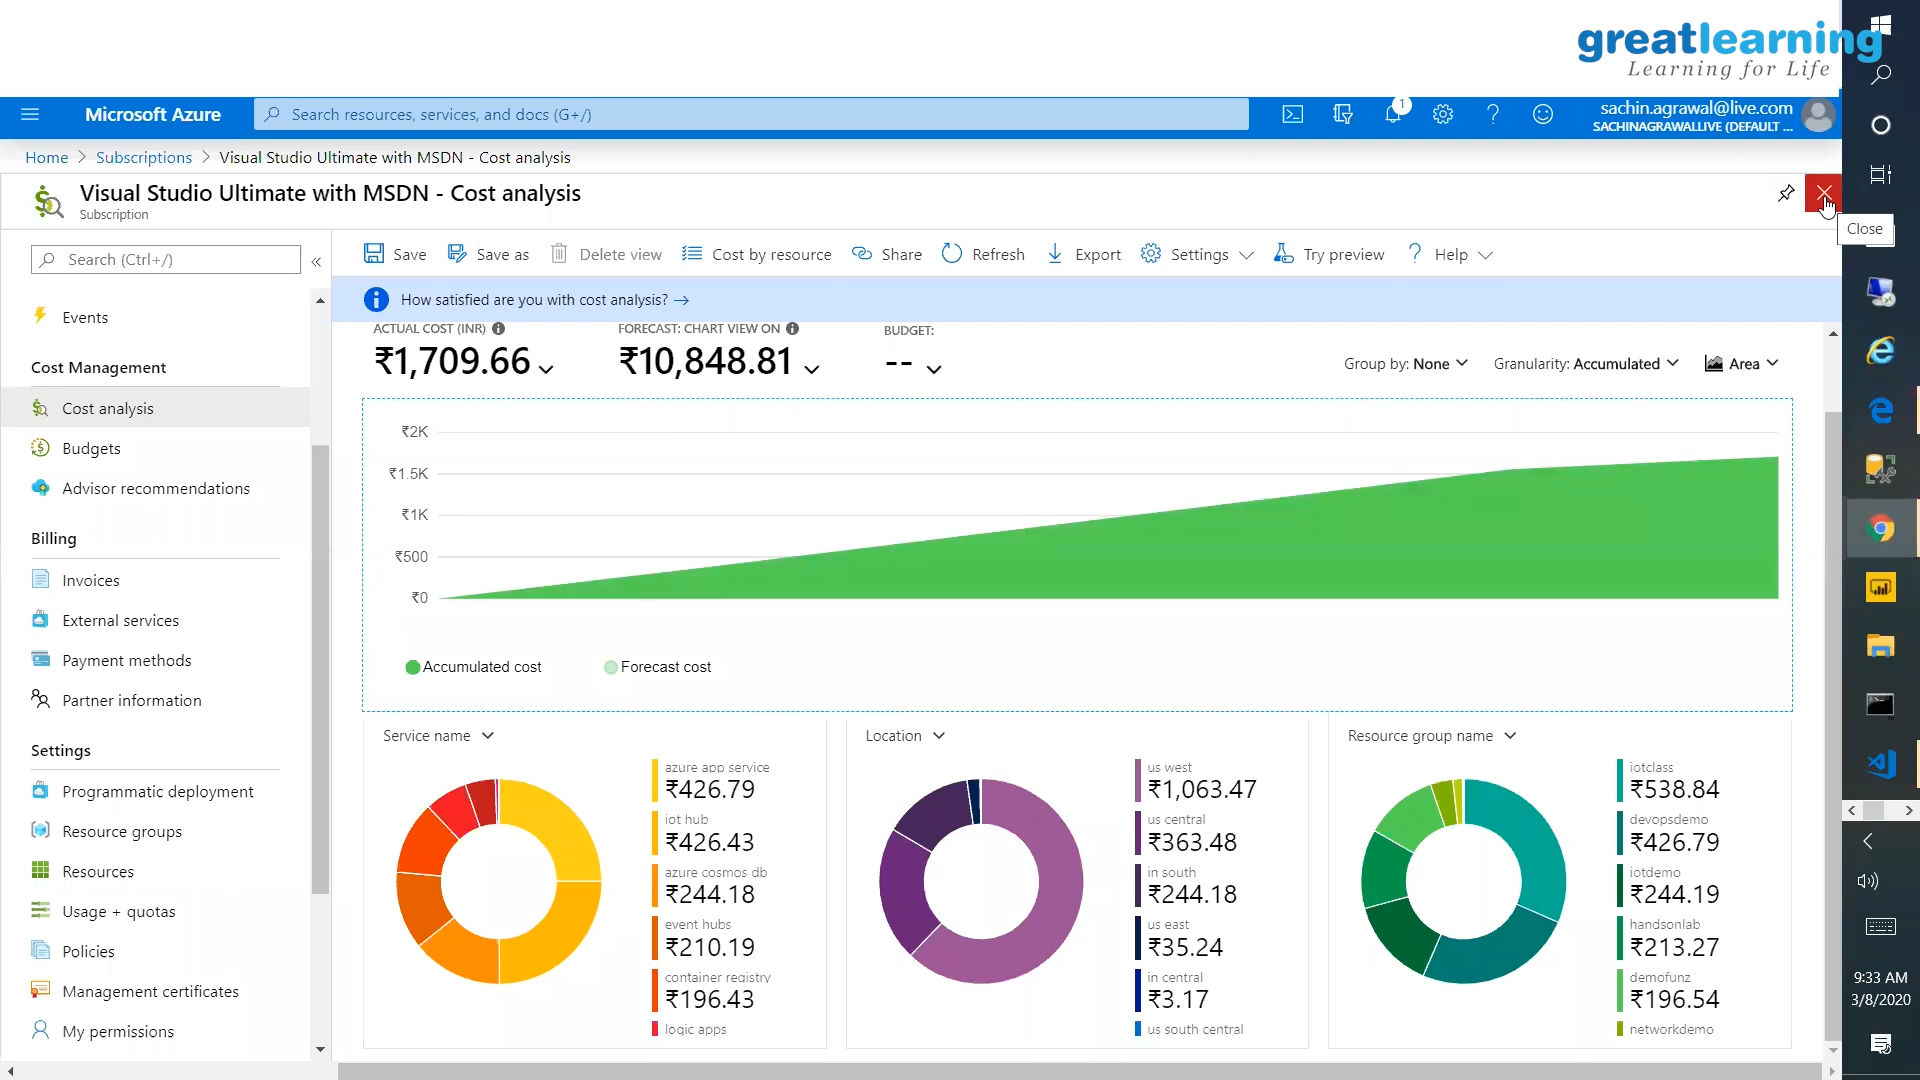 greatlearning
Learning for Life
Microsoft Azure
Search resources, services, and docs (G+/)
1
sachin.agrawal@live.com
SACHINAGRAWALLIVE (DEFAULT ...
Home > Subscriptions > Visual Studio Ultimate with MSDN - Cost analysis
Visual Studio Ultimate with MSDN - Cost analysis
Subscription
Close
Search (Ctrl+/)
«
Events
Cost Management
Cost analysis
Budgets
Advisor recommendations
Billing
Invoices
External services
Payment methods
Partner information
Settings
Programmatic deployment
Resource groups
Resources
Usage + quotas
Policies
Management certificates
My permissions
Save
Save as
Delete view
Cost by resource
Share
Refresh
Export
Settings
Try preview
Help
How satisfied are you with cost analysis? →
ACTUAL COST (INR)
₹1,709.66
FORECAST: CHART VIEW ON
₹10,848.81
BUDGET:
--
Group by: None
Granularity: Accumulated
Area
₹2K
₹1.5K
₹1K
₹500
₹0
Accumulated cost
Forecast cost
Service name
azure app service
₹426.79
iot hub
₹426.43
azure cosmos db
₹244.18
event hubs
₹210.19
container registry
₹196.43
logic apps
Location
us west
₹1,063.47
us central
₹363.48
in south
₹244.18
us east
₹35.24
in central
₹3.17
us south central
Resource group name
iotclass
₹538.84
devopsdemo
₹426.79
iotdemo
₹244.19
handsonlab
₹213.27
demofunz
₹196.54
networkdemo
9:33 AM
3/8/2020